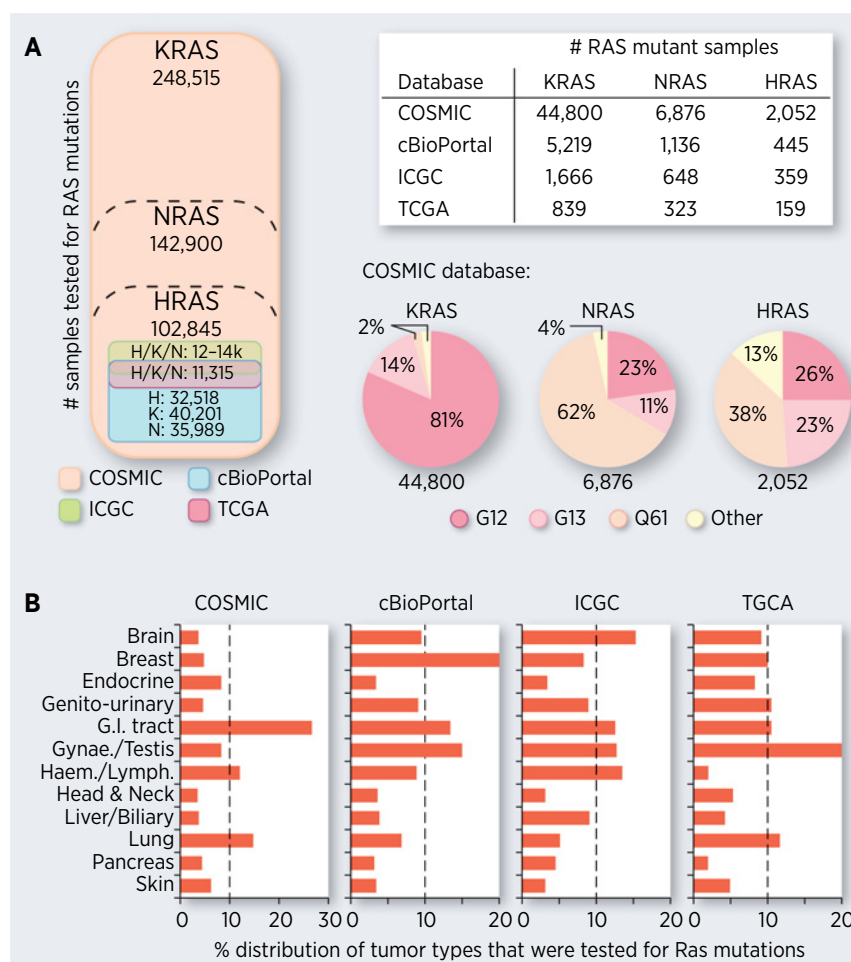 A
# samples tested for RAS mutations
KRAS
248,515
NRAS
142,900
HRAS
102,845
H/K/N: 12–14k
H/K/N: 11,315
H: 32,518
K: 40,201
N: 35,989
COSMIC
cBioPortal
ICGC
TCGA
# RAS mutant samples
Database KRAS NRAS HRAS
COSMIC 44,800 6,876 2,052
cBioPortal 5,219 1,136 445
ICGC 1,666 648 359
TCGA 839 323 159
COSMIC database:
KRAS
2%
14%
81%
44,800
NRAS
4%
23%
11%
62%
6,876
HRAS
13%
26%
38%
23%
2,052
G12 G13 Q61 Other
B
COSMIC cBioPortal ICGC TGCA
Brain
Breast
Endocrine
Genito-urinary
G.I. tract
Gynae./Testis
Haem./Lymph.
Head & Neck
Liver/Biliary
Lung
Pancreas
Skin
0 10 20 30 0 10 20 0 10 20 0 10 20
% distribution of tumor types that were tested for Ras mutations